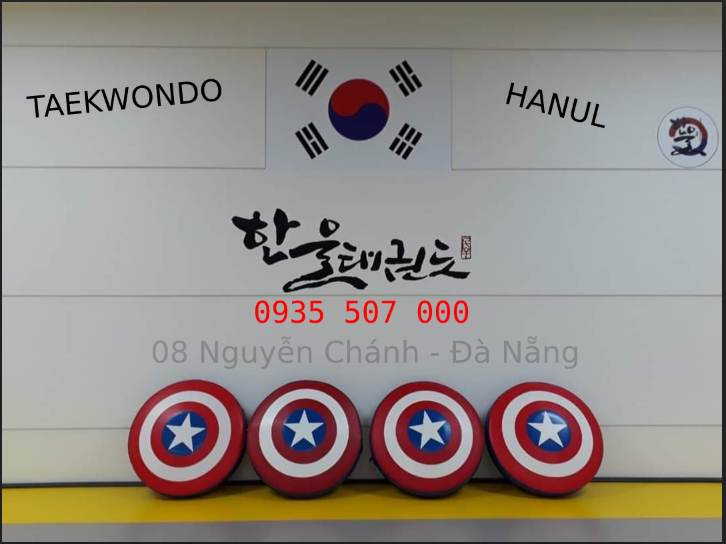 TAEKWONDO
HANUL
한울태권도
0935 507 000
08 Nguyễn Chánh - Đà Nẵng